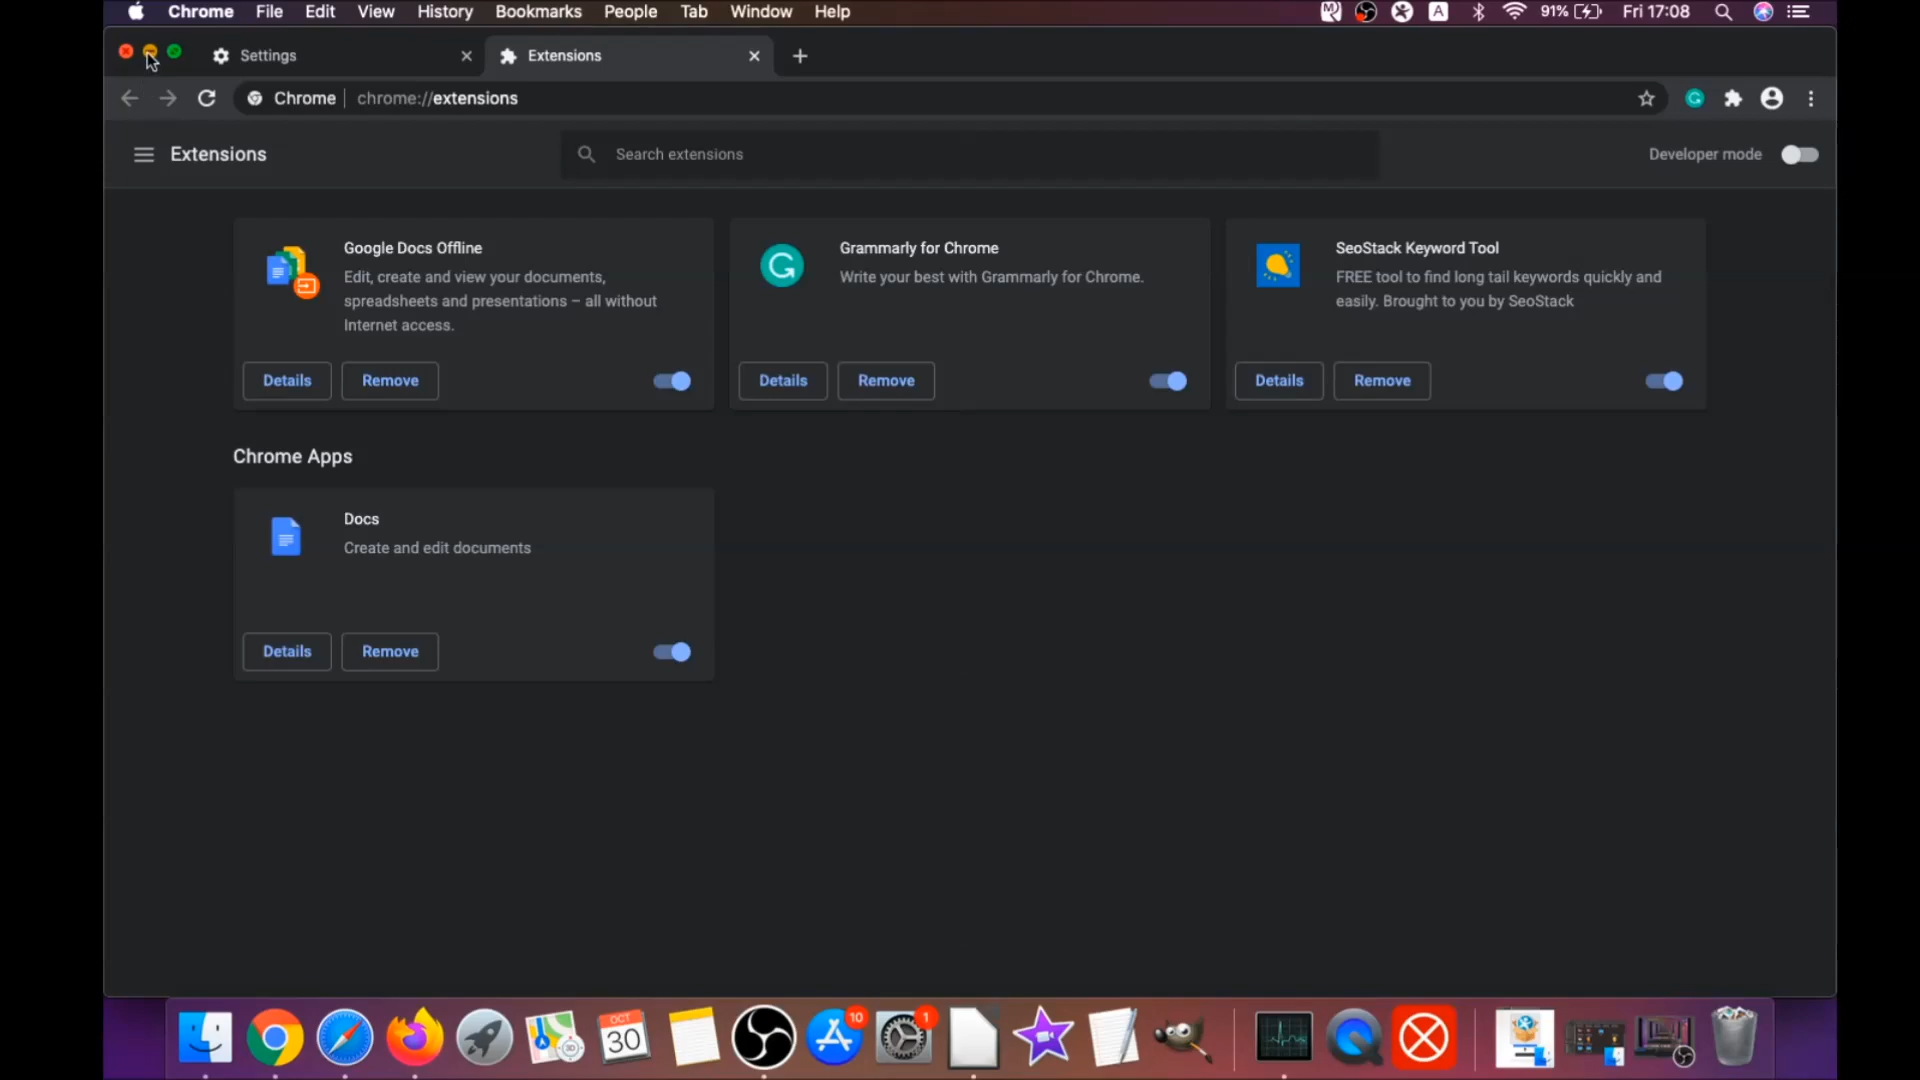 Chrome File Edit View History Bookmarks People Tab Window Help
A 91% Fri 17:08
Settings
Extensions
Chrome chrome://extensions
Extensions
Search extensions
Developer mode
Google Docs Offline
Edit, create and view your documents,
spreadsheets and presentations – all without
Internet access.
Details Remove
Grammarly for Chrome
Write your best with Grammarly for Chrome.
Details Remove
SeoStack Keyword Tool
FREE tool to find long tail keywords quickly and
easily. Brought to you by SeoStack
Details Remove
Chrome Apps
Docs
Create and edit documents
Details Remove
OCT
30
10
1